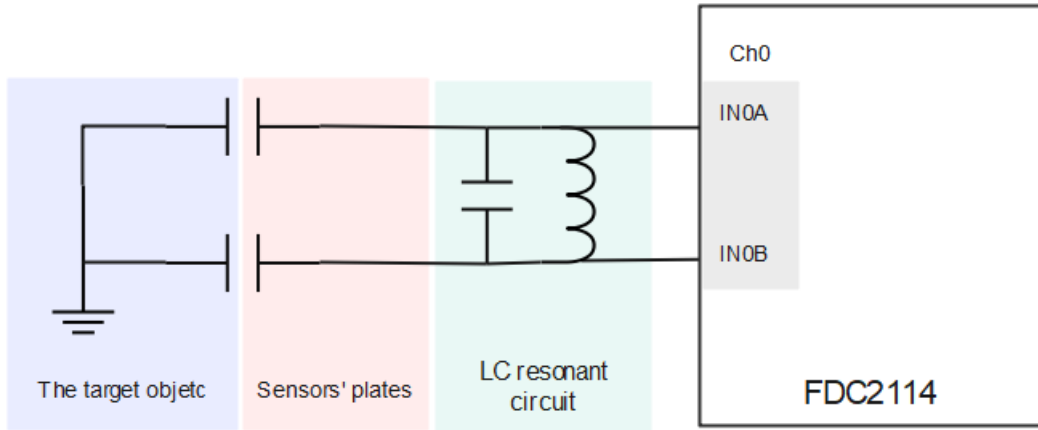 Ch0
IN0A
IN0B
The target objetc
Sensors' plates
LC resonant
circuit
FDC2114